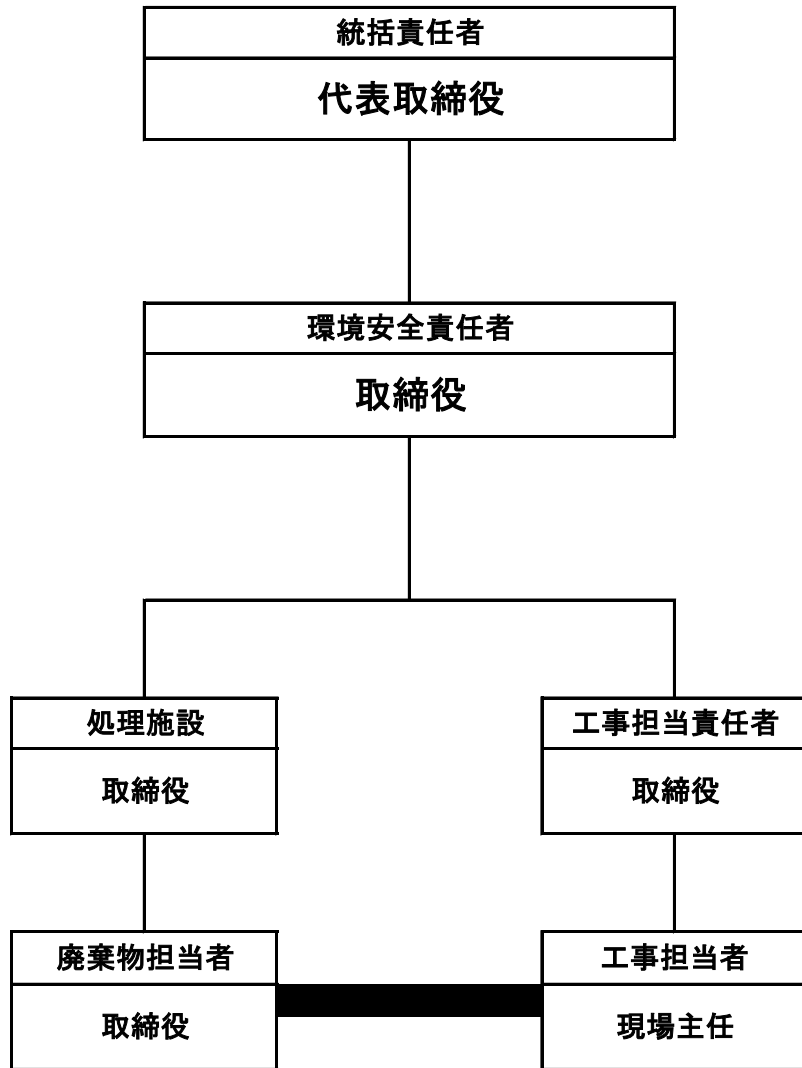 統括責任者
代表取締役
環境安全責任者
取締役
処理施設
取締役
工事担当責任者
取締役
廃棄物担当者
取締役
工事担当者
現場主任